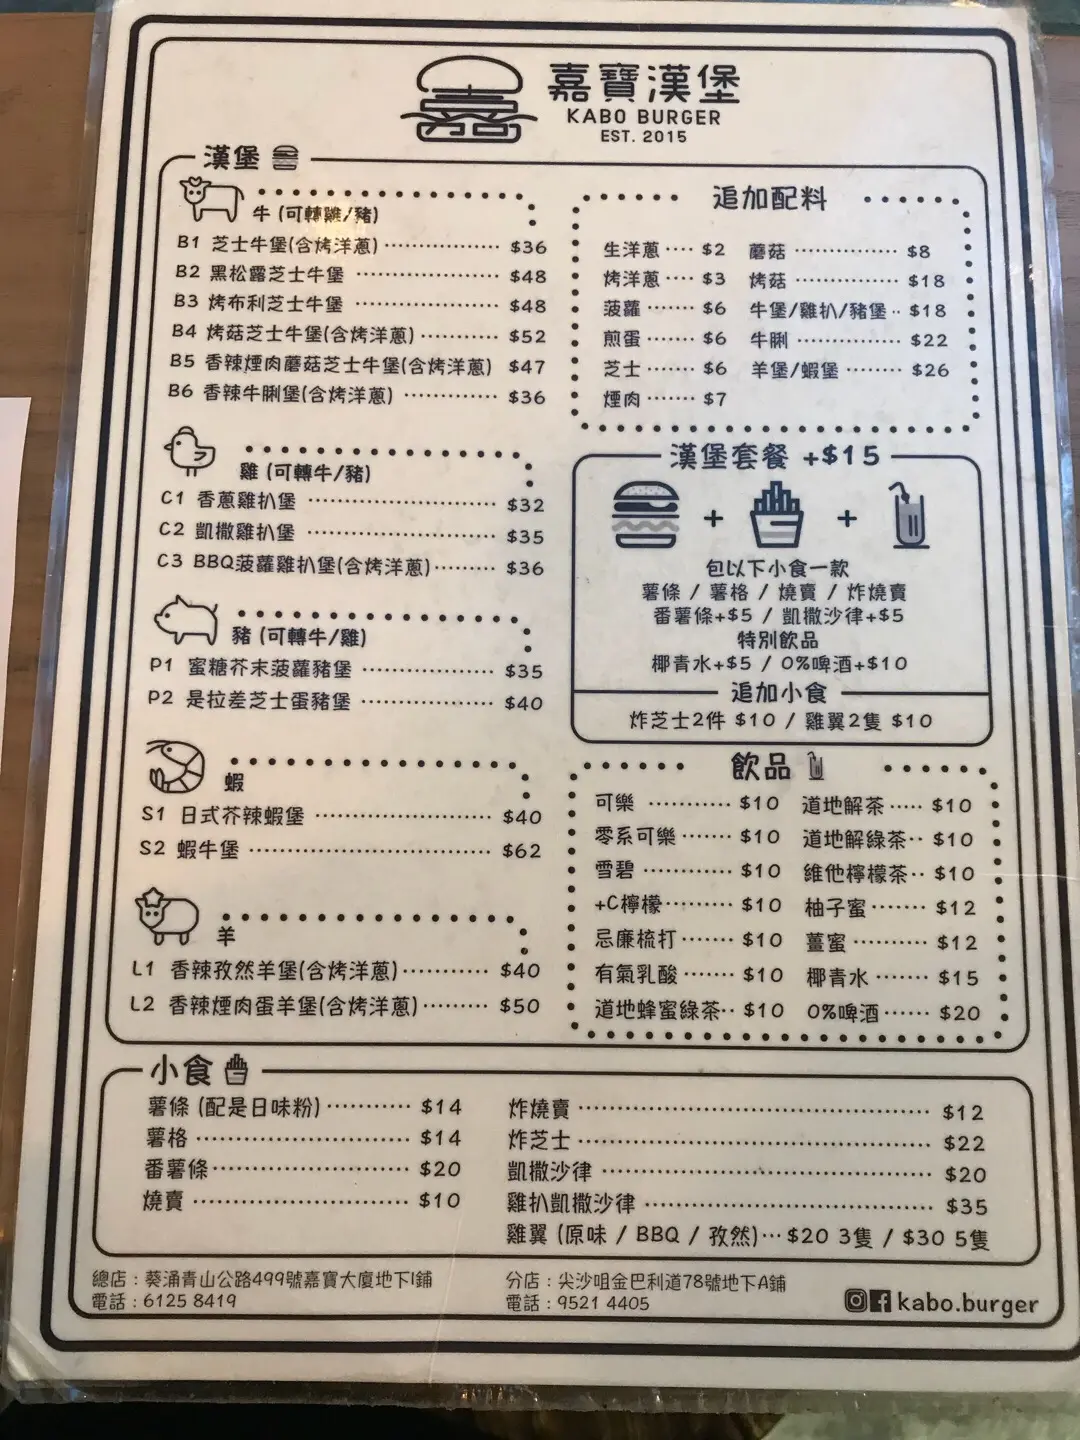 嘉寶漢堡
KABO BURGER
EST. 2015
漢堡
牛 (可轉雞/豬)
B1 芝士牛堡(含烤洋蔥) ················ $36
B2 黑松露芝士牛堡 ···················· $48
B3 烤布利芝士牛堡 ···················· $48
B4 烤菇芝士牛堡(含烤洋蔥) ··········· $52
B5 香辣煙肉蘑菇芝士牛堡(含烤洋蔥) $47
B6 香辣牛脷堡(含烤洋蔥) ············· $36
雞 (可轉牛/豬)
C1 香蔥雞扒堡 ·························· $32
C2 凱撒雞扒堡 ·························· $35
C3 BBQ菠蘿雞扒堡(含烤洋蔥)········ $36
豬 (可轉牛/雞)
P1 蜜糖芥末菠蘿豬堡 ·················· $35
P2 是拉差芝士蛋豬堡 ·················· $40
蝦
S1 日式芥辣蝦堡 ························ $40
S2 蝦牛堡 ································· $62
羊
L1 香辣孜然羊堡(含烤洋蔥)············ $40
L2 香辣煙肉蛋羊堡(含烤洋蔥)········· $50
追加配料
生洋蔥 ···· $2
烤洋蔥 ···· $3
菠蘿 ······· $6
煎蛋 ······· $6
芝士 ······· $6
煙肉 ······· $7
蘑菇 ·············· $8
烤菇 ·············· $18
牛堡/雞扒/豬堡 ·· $18
牛脷 ·············· $22
羊堡/蝦堡 ········ $26
漢堡套餐 +$15
+ +
包以下小食一款
薯條 / 薯格 / 燒賣 / 炸燒賣
番薯條+$5 / 凱撒沙律+$5
特別飲品
椰青水+$5 / 0%啤酒+$10
追加小食
炸芝士2件 $10 / 雞翼2隻 $10
飲品
可樂 ··········· $10
零系可樂 ······· $10
雪碧 ············ $10
+C檸檬·········· $10
忌廉梳打······· $10
有氣乳酸 ······· $10
道地蜂蜜綠茶·· $10
道地解茶 ····· $10
道地解綠茶·· $10
維他檸檬茶·· $10
柚子蜜······· $12
薑蜜 ·········· $12
椰青水 ······· $15
0%啤酒······ $20
小食
薯條 (配是日味粉)··········· $14
薯格 ···························· $14
番薯條·························· $20
燒賣 ···························· $10
炸燒賣 ············································· $12
炸芝士 ············································· $22
凱撒沙律 ·········································· $20
雞扒凱撒沙律 ····································· $35
雞翼 (原味 / BBQ / 孜然)··· $20 3隻 / $30 5隻
總店：葵涌青山公路499號嘉寶大廈地下1鋪
電話：6125 8419
分店：尖沙咀金巴利道78號地下A鋪
電話：9521 4405
kabo.burger